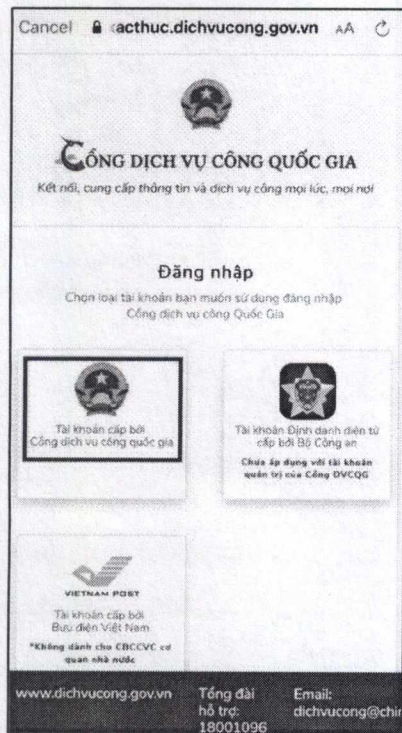 Cancel acthuc.dichvucong.gov.vn AA
CỔNG DỊCH VỤ CÔNG QUỐC GIA
Kết nối, cung cấp thông tin và dịch vụ công mọi lúc, mọi nơi
Đăng nhập
Chọn loại tài khoản bạn muốn sử dụng đăng nhập
Cổng dịch vụ công Quốc Gia
Tài khoản cấp bởi
Cổng dịch vụ công quốc gia
Tài khoản Định danh điện tử
cấp bởi Bộ Công an
Chưa áp dụng với tài khoản
quản trị của Cổng DVCQG
VIETNAM POST
Tài khoản cấp bởi
Bưu điện Việt Nam
*Không dành cho CBCCVC cơ
quan nhà nước
www.dichvucong.gov.vn
Tổng đài
hỗ trợ:
18001096
Email:
dichvucong@chin